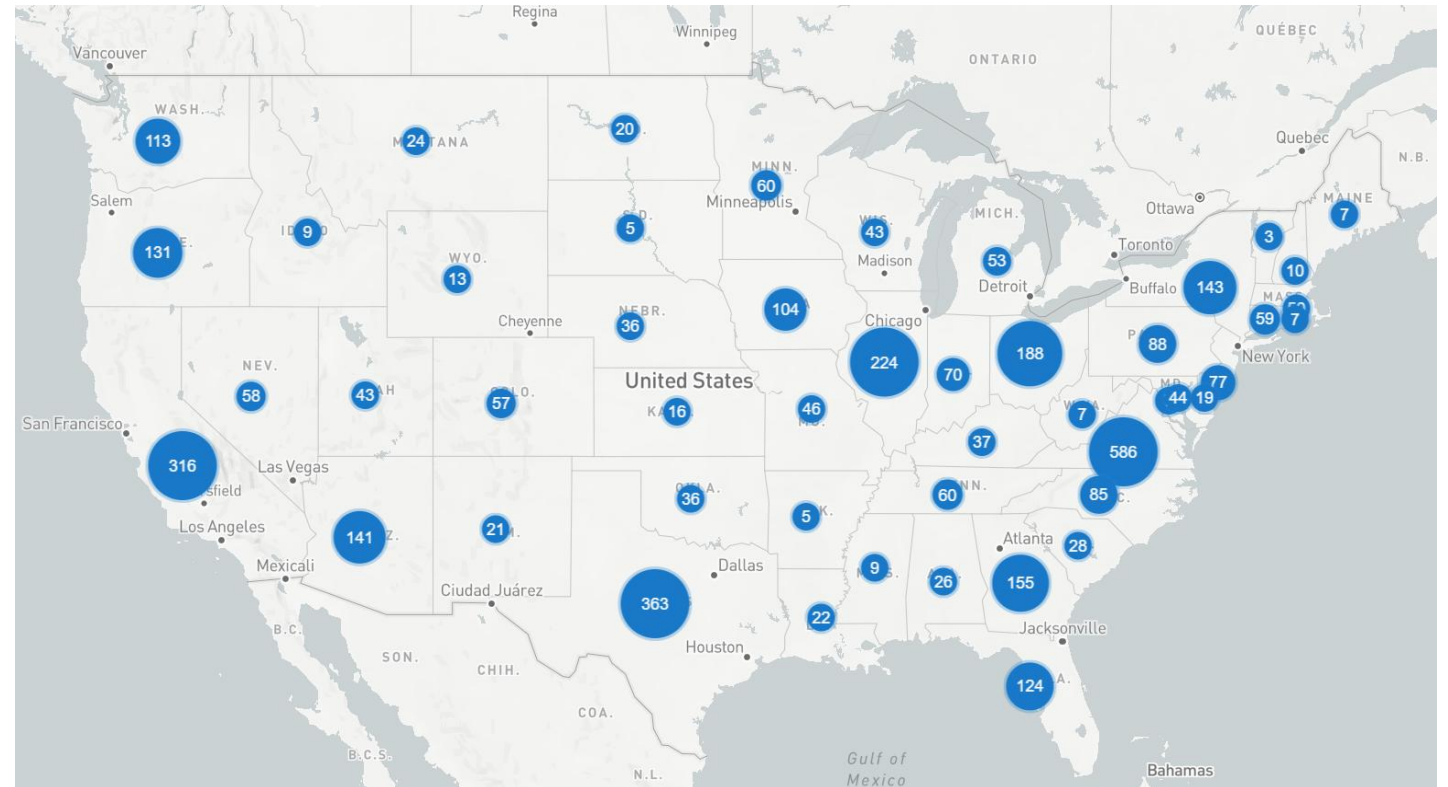 Regina
Winnipeg
QUÉBEC
Vancouver
ONTARIO
WASH.
20
113
24
Quebec
N.B.
MINN.
60
Salem
Minneapolis
MAINE
7
Ottawa
MICH.
9
5
43
3
131
WYO.
Madison
53
Toronto
10
13
Detroit
Buffalo
143
MASS.
Cheyenne
NEBR.
36
104
Chicago
59
7
New York
224
188
88
NEV.
United States
70
77
58
43
57
16
46
44
19
7
San Francisco
37
586
316
Las Vegas
36
60
85
sfield
5
Los Angeles
141
21
Atlanta
28
Mexicali
Dallas
9
26
155
Ciudad Juárez
363
22
B.C.
Jacksonville
SON.
Houston
CHIH.
124
COA.
B.C.S.
Gulf of
Mexico
N.L.
Bahamas